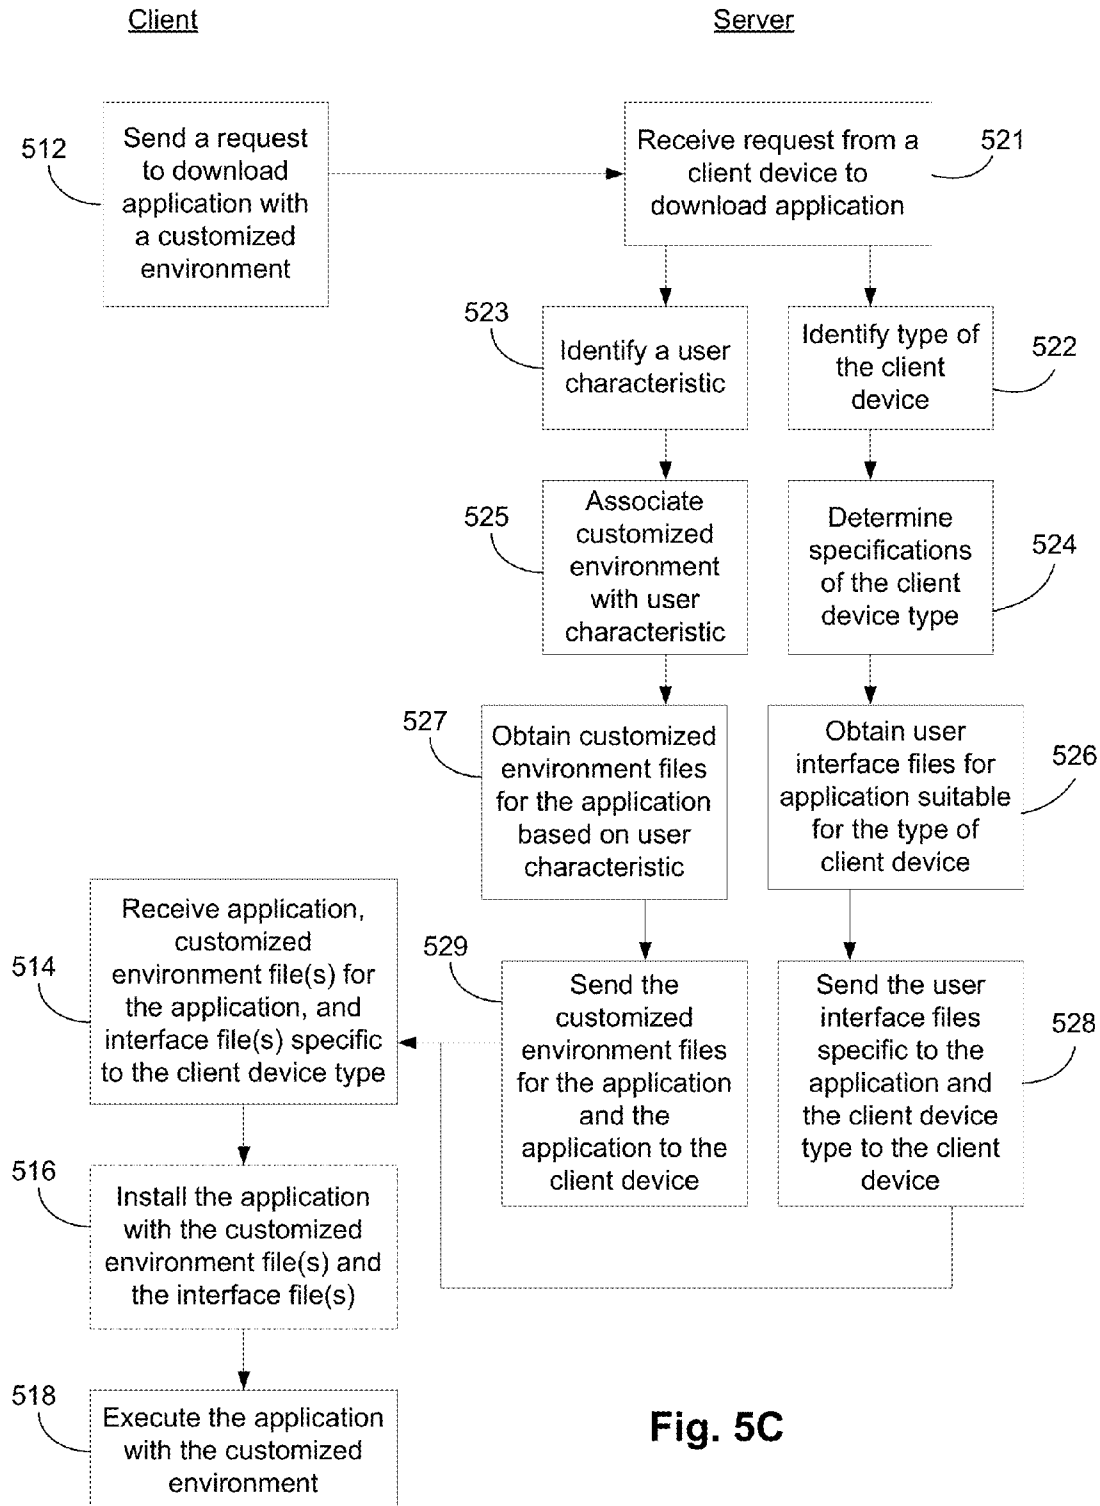 Client
Server
512
Send a request
to download
application with
a customized
environment
Receive request from a
client device to
download application
521
523
Identify a user
characteristic
Identify type of
the client
device
522
525
Associate
customized
environment
with user
characteristic
Determine
specifications
of the client
device type
524
527
Obtain customized
environment files
for the application
based on user
characteristic
Obtain user
interface files for
application suitable
for the type of
client device
526
514
Receive application,
customized
environment file(s) for
the application, and
interface file(s) specific
to the client device type
529
Send the
customized
environment files
for the application
and the
application to the
client device
Send the user
interface files
specific to the
application and
the client device
type to the client
device
528
516
Install the application
with the customized
environment file(s) and
the interface file(s)
518
Execute the application
with the customized
environment
Fig. 5C